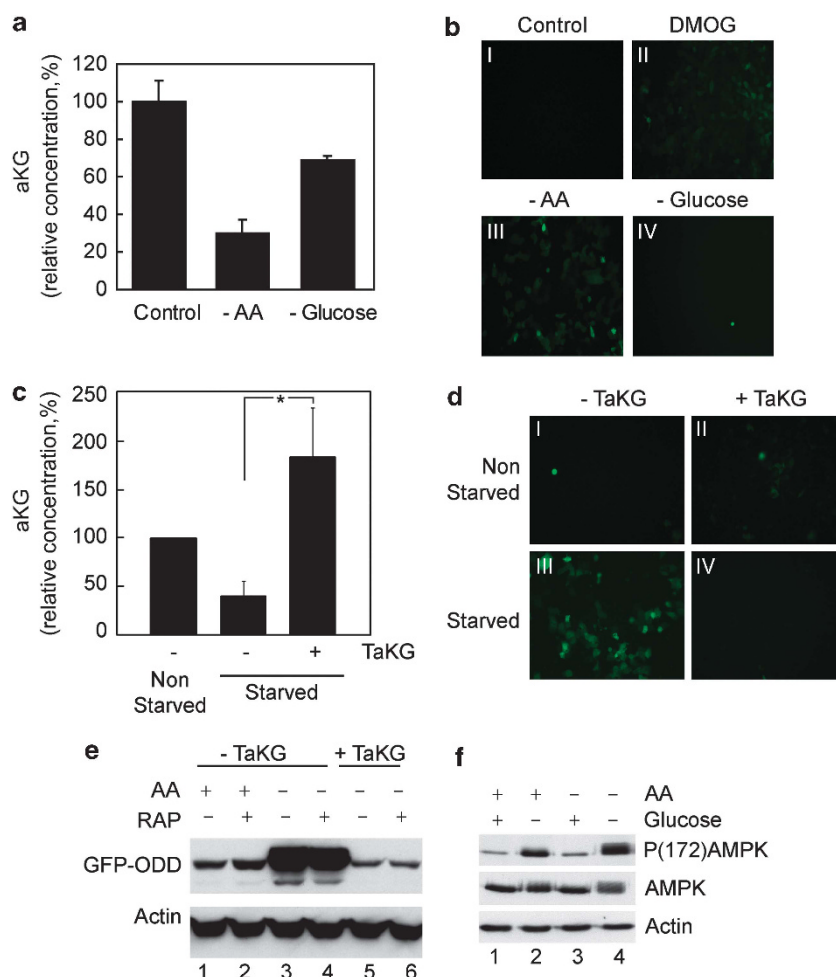 a
120
100
80
60
40
20
0
aKG
(relative concentration,%)
Control - AA - Glucose
b
Control DMOG
I II
- AA - Glucose
III IV
c
250
200
150
100
50
0
aKG
(relative concentration,%)
*
- - + TaKG
Non
Starved
Starved
d
- TaKG + TaKG
Non
Starved
I II
Starved
III IV
e
- TaKG + TaKG
AA + + – – – –
RAP – + – + – +
GFP-ODD
Actin
1 2 3 4 5 6
f
+ + – – AA
+ – + – Glucose
P(172)AMPK
AMPK
Actin
1 2 3 4